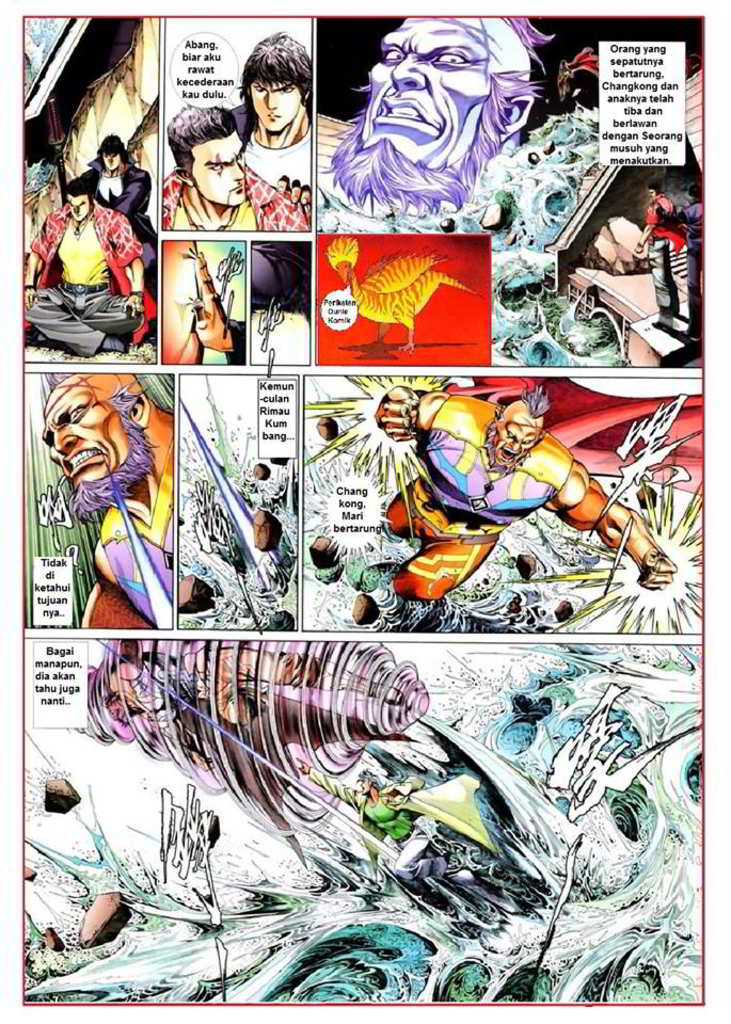 Abang,
biar aku
rawat
kecederaan
kau dulu.
Orang yang
sepatutnya
bertarung,
Changkong dan
anaknya telah
tiba dan
berlawan
dengan Seorang
musuh yang
menakutkan.
Perikatan
Dunia
Komik
Tidak
di
ketahui
tujuan
nya..
Kemun
-culan
Rimau
Kum
bang...
Chang
kong,
Mari
bertarung
Bagai
manapun,
dia akan
tahu juga
nanti..